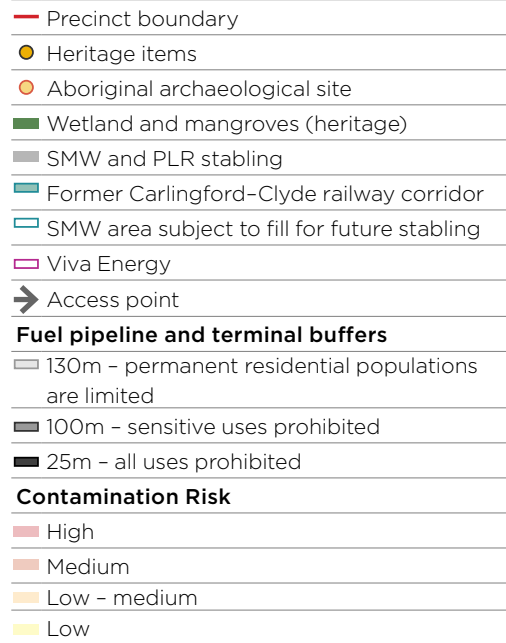 Precinct boundary
Heritage items
Aboriginal archaeological site
Wetland and mangroves (heritage)
SMW and PLR stabling
Former Carlingford–Clyde railway corridor
SMW area subject to fill for future stabling
Viva Energy
Access point
Fuel pipeline and terminal buffers
130m – permanent residential populations
are limited
100m – sensitive uses prohibited
25m – all uses prohibited
Contamination Risk
High
Medium
Low – medium
Low